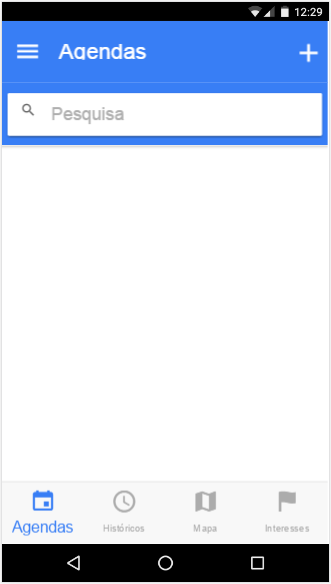 12:29
Agendas
Pesquisa
Agendas
Históricos
Mapa
Interesses